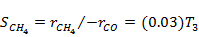 S_{CH_4} = r_{CH_4}/−r_{CO} = (0.03)T_3